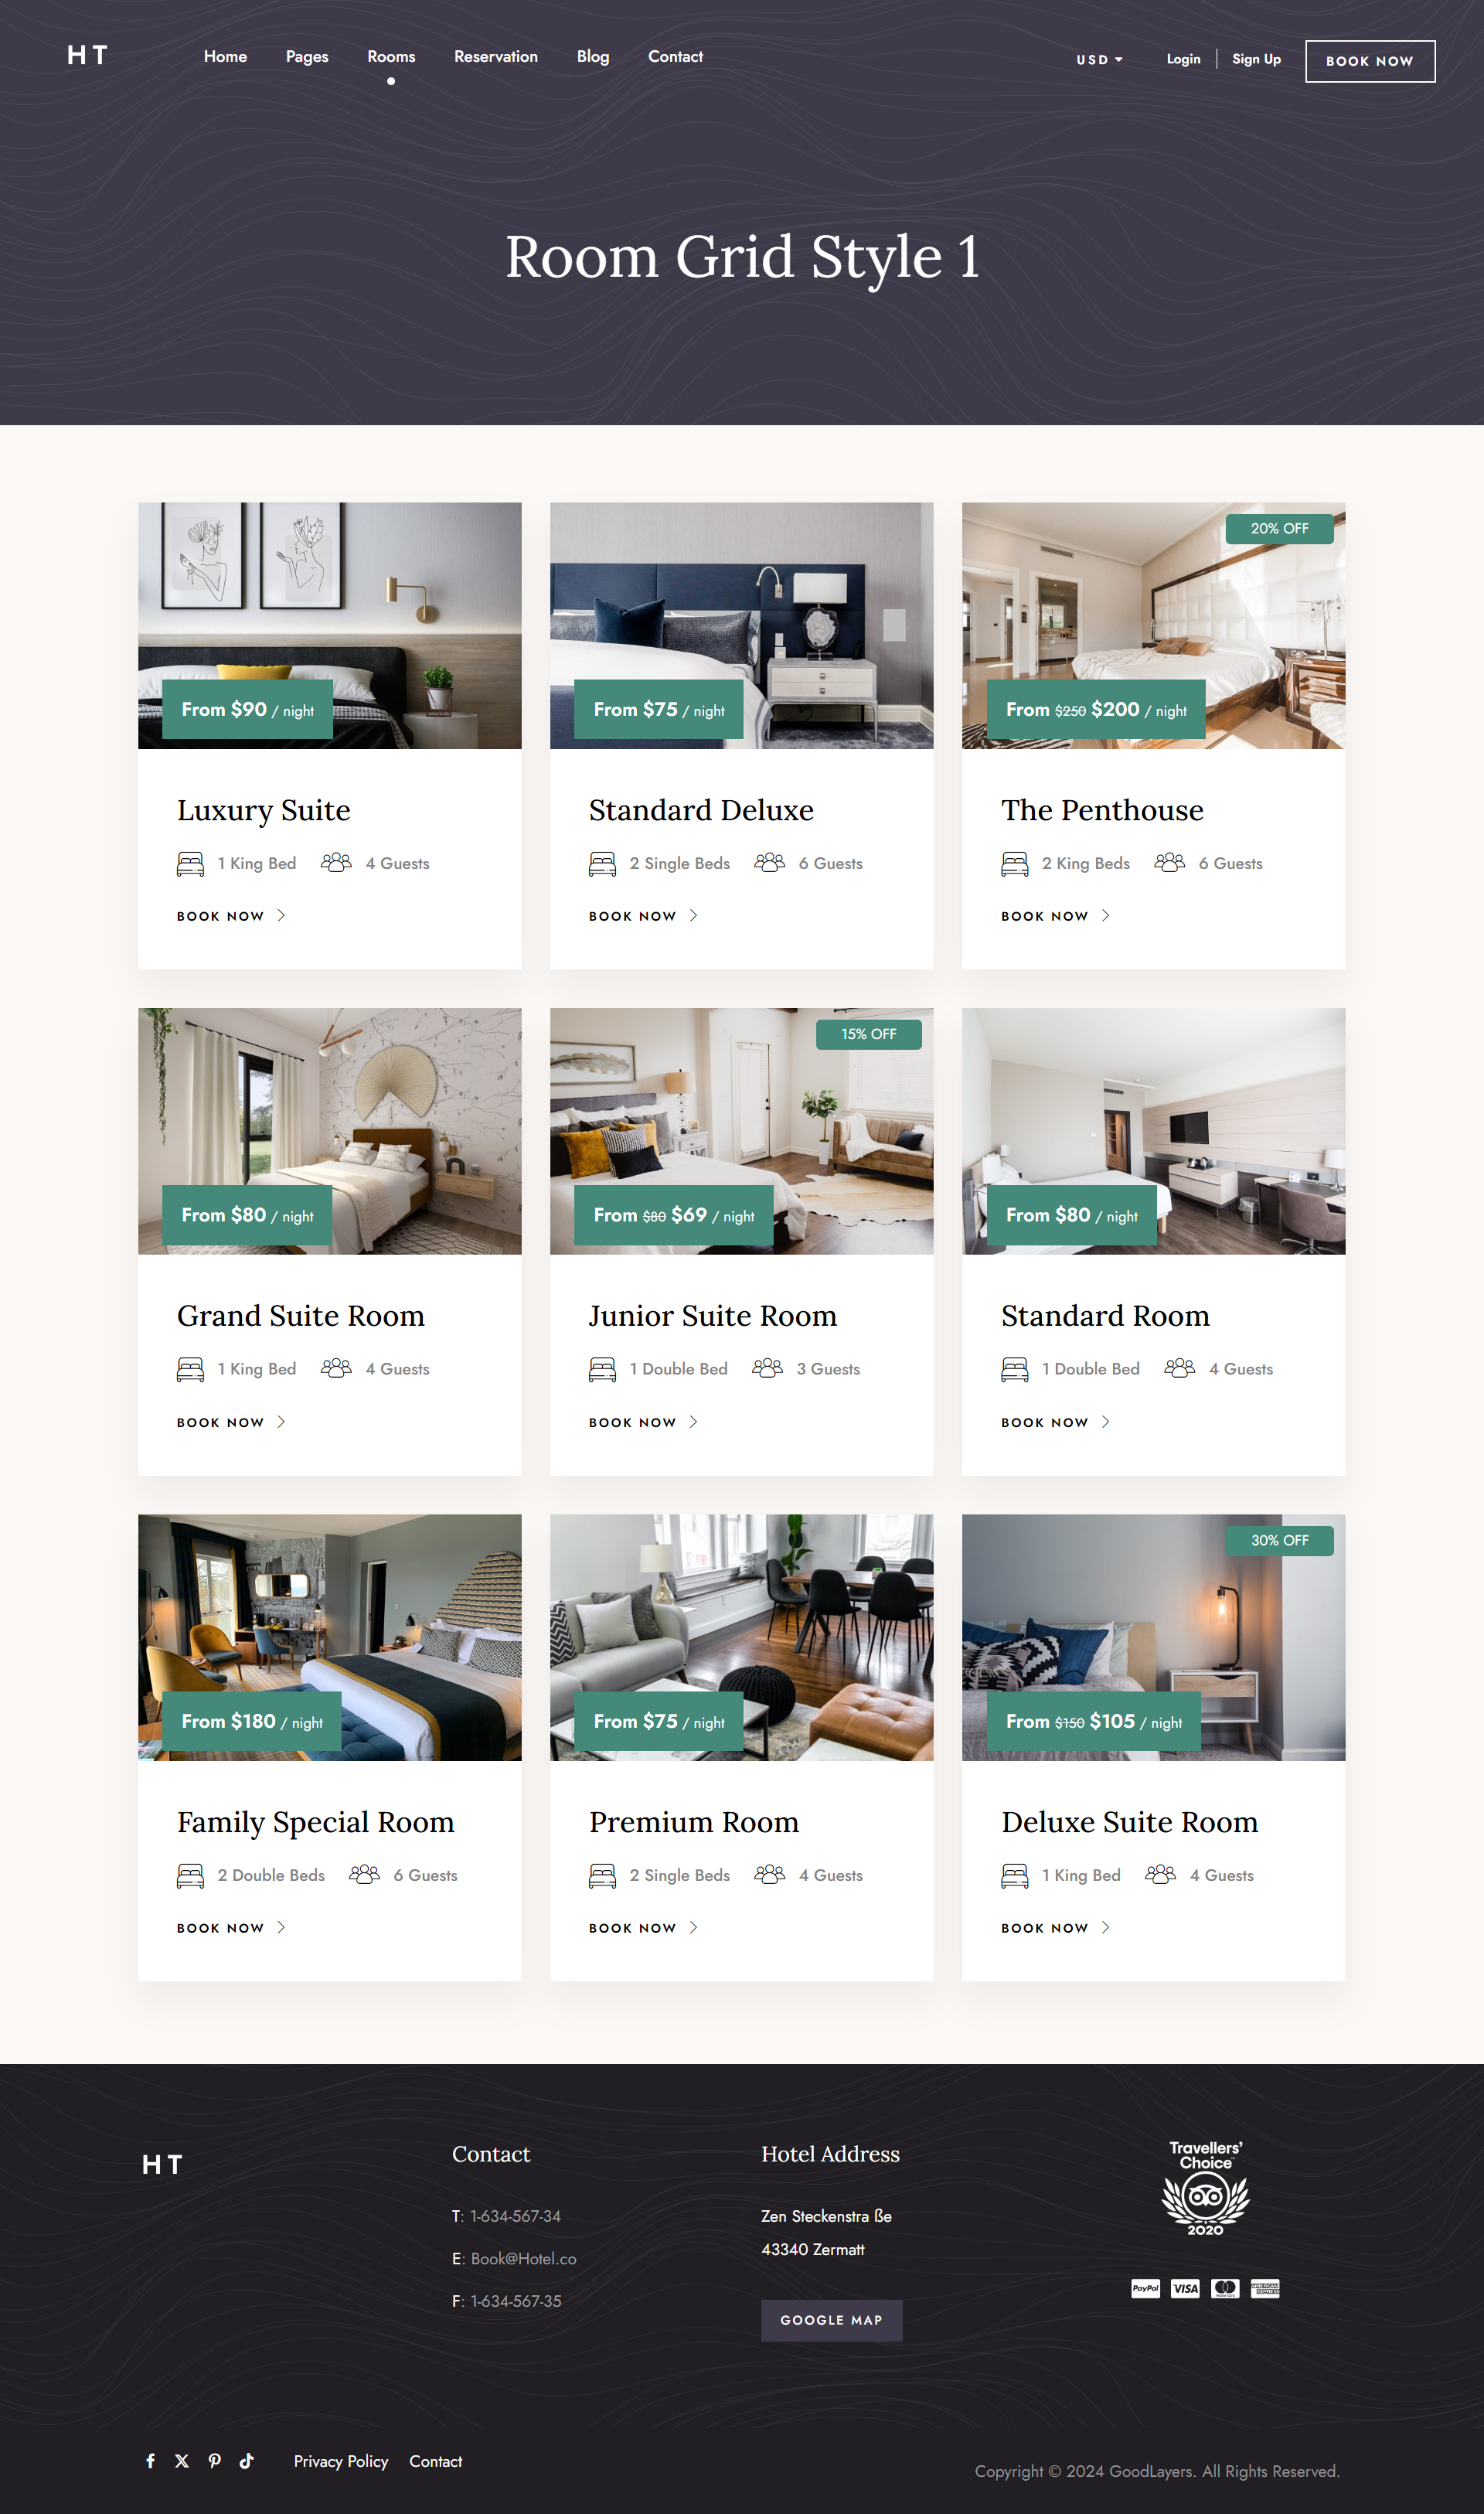 HT
Home Pages Rooms Reservation Blog Contact
USD Login Sign Up BOOK NOW
Room Grid Style 1
From $90 / night
Luxury Suite
1 King Bed 4 Guests
BOOK NOW
From $75 / night
Standard Deluxe
2 Single Beds 6 Guests
BOOK NOW
20% OFF
From $250 $200 / night
The Penthouse
2 King Beds 6 Guests
BOOK NOW
From $80 / night
Grand Suite Room
1 King Bed 4 Guests
BOOK NOW
15% OFF
From $80 $69 / night
Junior Suite Room
1 Double Bed 3 Guests
BOOK NOW
From $80 / night
Standard Room
1 Double Bed 4 Guests
BOOK NOW
From $180 / night
Family Special Room
2 Double Beds 6 Guests
BOOK NOW
From $75 / night
Premium Room
2 Single Beds 4 Guests
BOOK NOW
30% OFF
From $150 $105 / night
Deluxe Suite Room
1 King Bed 4 Guests
BOOK NOW
HT
Contact
T: 1-634-567-34
E: Book@Hotel.co
F: 1-634-567-35
Hotel Address
Zen Steckenstra ße
43340 Zermatt
GOOGLE MAP
Travellers'
Choice
2020
PayPal VISA AMERICAN EXPRESS
Privacy Policy Contact
Copyright © 2024 GoodLayers. All Rights Reserved.